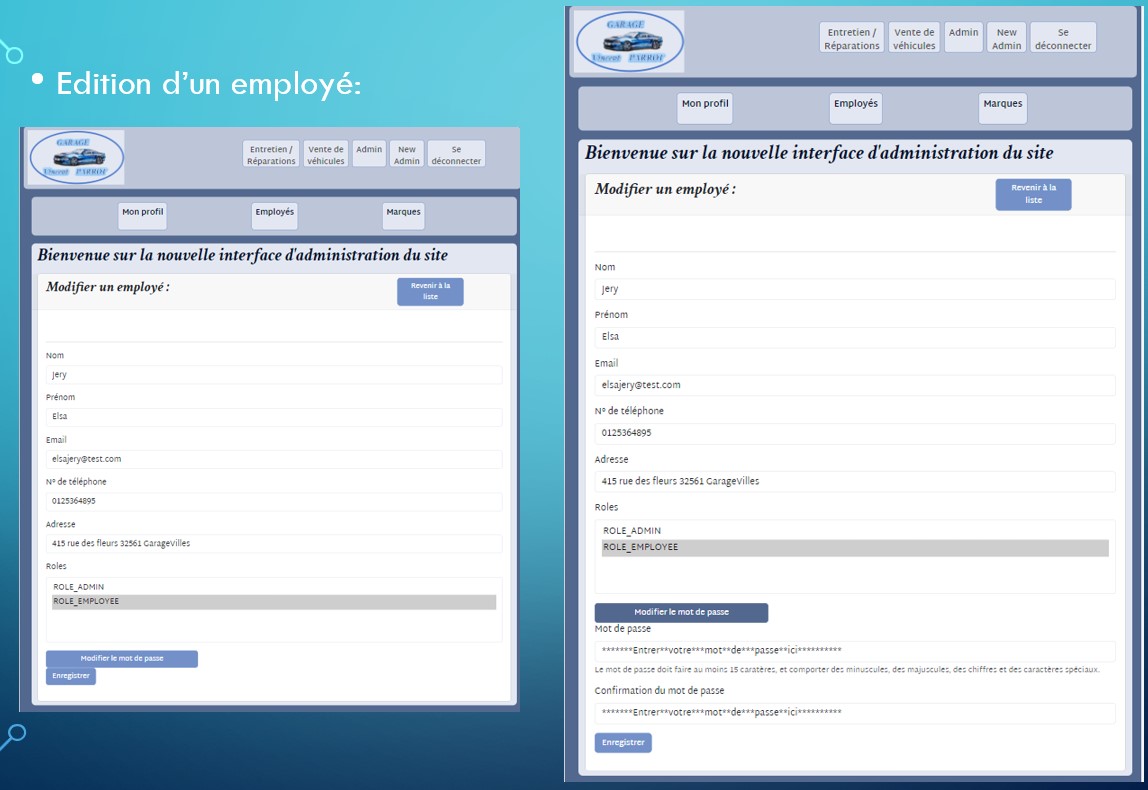 • Edition d’un employé:
GARAGE
Vincent PARROT
Entretien /
Réparations
Vente de
véhicules
Admin
New
Admin
Se
déconnecter
Mon profil
Employés
Marques
Bienvenue sur la nouvelle interface d'administration du site
Modifier un employé :
Revenir à la
liste
Nom
Jery
Prénom
Elsa
Email
elsajery@test.com
N° de téléphone
0125364895
Adresse
415 rue des fleurs 32561 GarageVilles
Roles
ROLE_ADMIN
ROLE_EMPLOYEE
Modifier le mot de passe
Enregistrer
GARAGE
Vincent PARROT
Entretien /
Réparations
Vente de
véhicules
Admin
New
Admin
Se
déconnecter
Mon profil
Employés
Marques
Bienvenue sur la nouvelle interface d'administration du site
Modifier un employé :
Revenir à la
liste
Nom
Jery
Prénom
Elsa
Email
elsajery@test.com
N° de téléphone
0125364895
Adresse
415 rue des fleurs 32561 GarageVilles
Roles
ROLE_ADMIN
ROLE_EMPLOYEE
Modifier le mot de passe
Mot de passe
*******Entrer**votre***mot**de***passe**ici**********
Le mot de passe doit faire au moins 15 caratères, et comporter des minuscules, des majuscules, des chiffres et des caractères spéciaux.
Confirmation du mot de passe
*******Entrer**votre***mot**de***passe**ici**********
Enregistrer